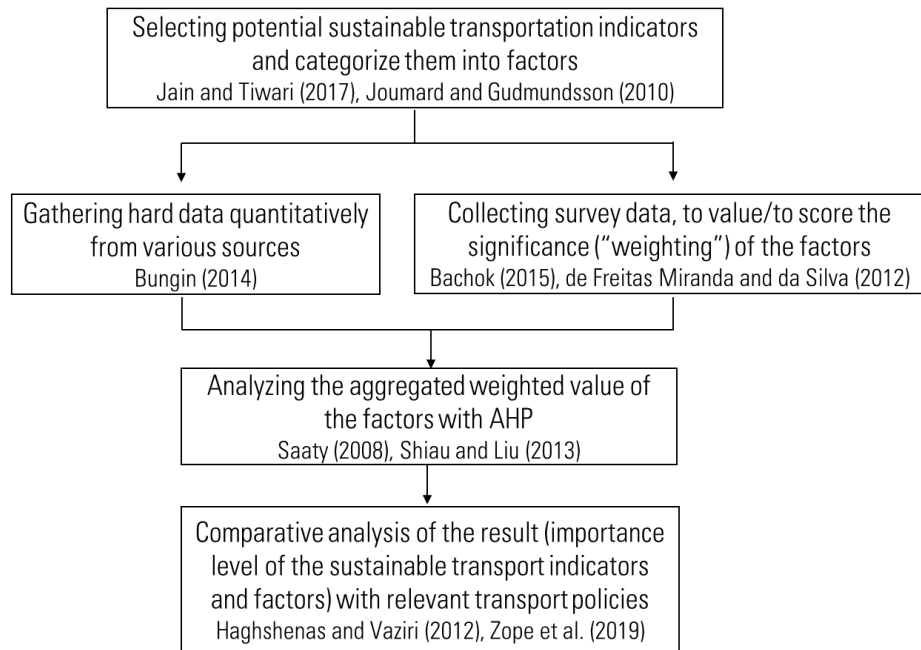 Selecting potential sustainable transportation indicators
and categorize them into factors
Jain and Tiwari (2017), Joumard and Gudmundsson (2010)
Gathering hard data quantitatively
from various sources
Bungin (2014)
Collecting survey data, to value/to score the
significance (“weighting”) of the factors
Bachok (2015), de Freitas Miranda and da Silva (2012)
Analyzing the aggregated weighted value of
the factors with AHP
Saaty (2008), Shiau and Liu (2013)
Comparative analysis of the result (importance
level of the sustainable transport indicators
and factors) with relevant transport policies
Haghshenas and Vaziri (2012), Zope et al. (2019)